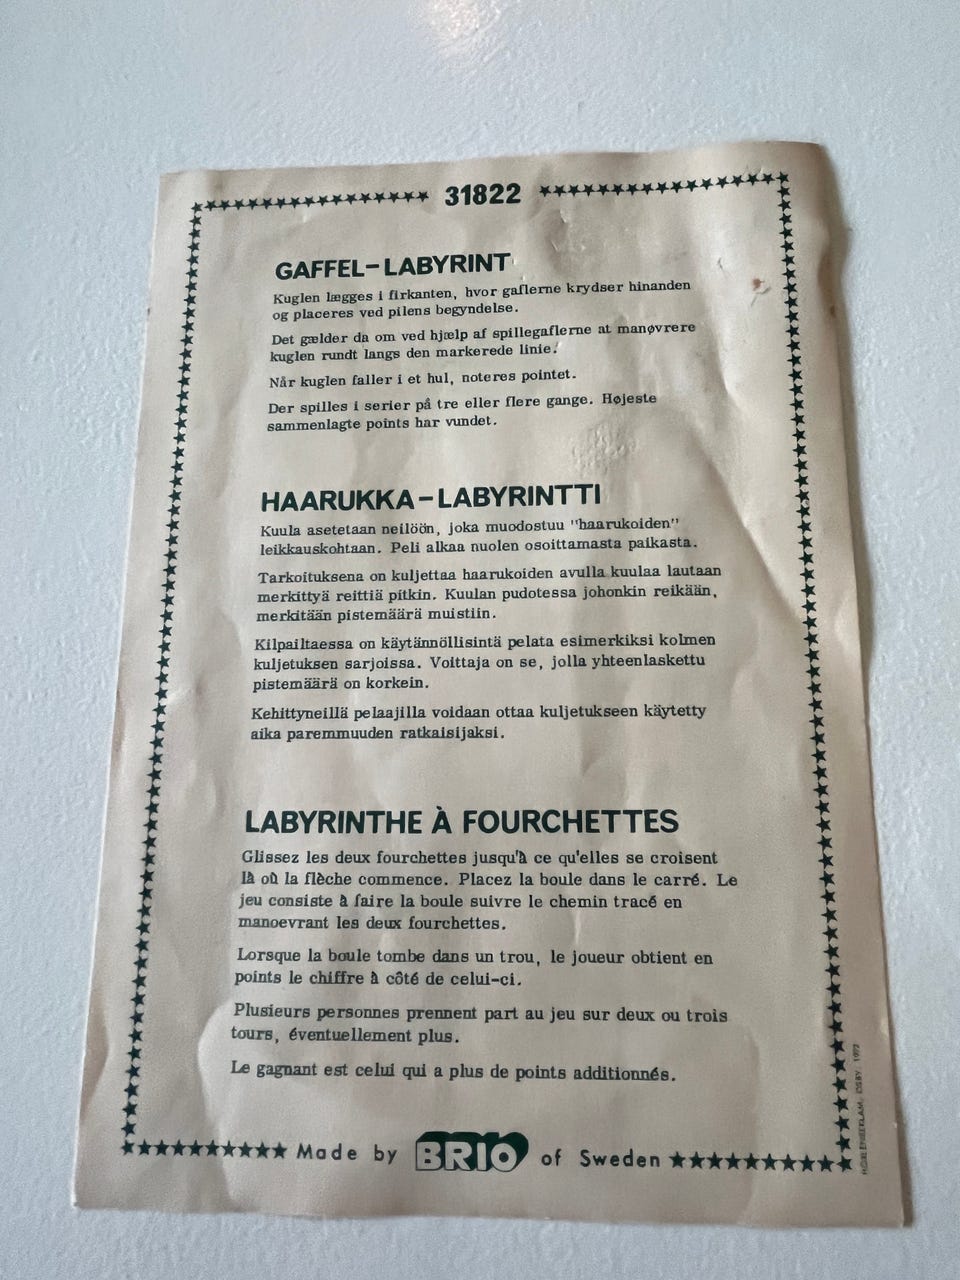 31822
GAFFEL-LABYRINT
Kuglen lægges i firkanten, hvor gaflerne krydser hinanden
og placeres ved pilens begyndelse.
Det gælder da om ved hjælp af spillegaflerne at manøvrere
kuglen rundt langs den markerede linie.
Når kuglen faller i et hul, noteres pointet.
Der spilles i serier på tre eller flere gange. Højeste
sammenlagte points har vundet.
HAARUKKA-LABYRINTTI
Kuula asetetaan neilöön, joka muodostuu "haarukoiden"
leikkauskohtaan. Peli alkaa nuolen osoittamasta paikasta.
Tarkoituksena on kuljettaa haarukoiden avulla kuulaa lautaan
merkittyä reittiä pitkin. Kuulan pudotessa johonkin reikään,
merkitään pistemäärä muistiin.
Kilpailtaessa on käytännöllisintä pelata esimerkiksi kolmen
kuljetuksen sarjoissa. Voittaja on se, jolla yhteenlaskettu
pistemäärä on korkein.
Kehittyneillä pelaajilla voidaan ottaa kuljetukseen käytetty
aika paremmuuden ratkaisijaksi.
LABYRINTHE À FOURCHETTES
Glissez les deux fourchettes jusqu'à ce qu'elles se croisent
là où la flèche commence. Placez la boule dans le carré. Le
jeu consiste à faire la boule suivre le chemin tracé en
manoevrant les deux fourchettes.
Lorsque la boule tombe dans un trou, le joueur obtient en
points le chiffre à côté de celui-ci.
Plusieurs personnes prennent part au jeu sur deux ou trois
tours, éventuellement plus.
Le gagnant est celui qui a plus de points additionnés.
Made by BRIO of Sweden
OSBY 1972